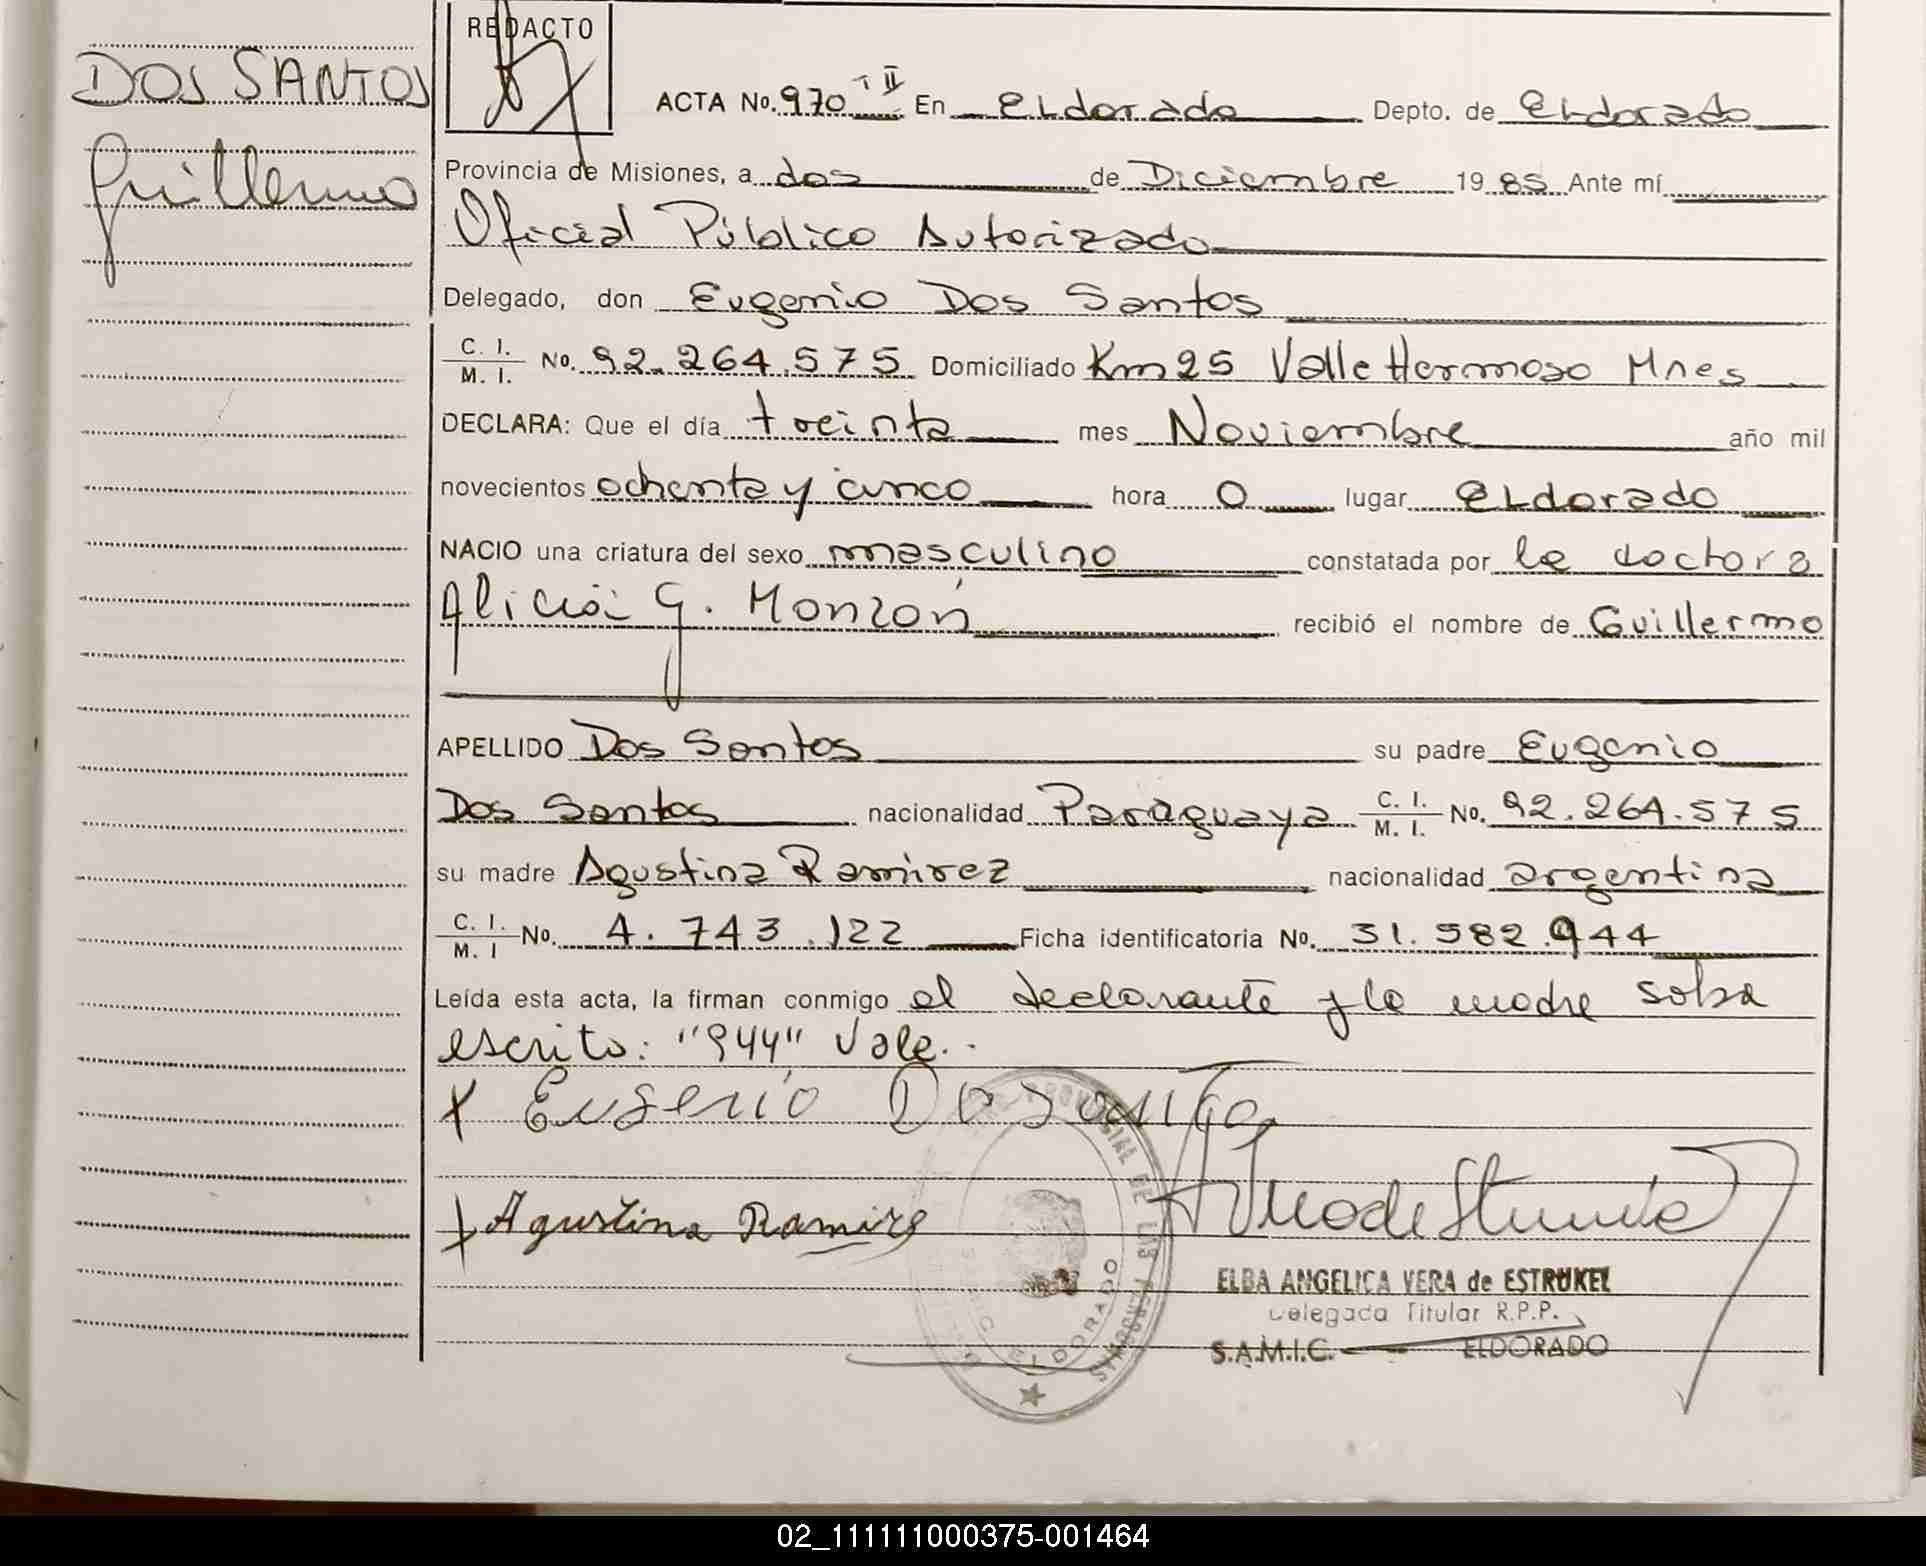 DOS SANTOS
Guillermo
REDACTO
ACTA No. 970 T II En ELdorado Depto. de ELdorado
Provincia de Misiones, a dos de Diciembre 19 85 Ante mí
Oficial Público Autorizado
Delegado, don Eugenio Dos Santos
C. I. / M. I. No. 92.264.575 Domiciliado Km 25 Valle Hermoso Mnes
DECLARA: Que el día treinta mes Noviembre año mil
novecientos ochenta y cinco hora 0 lugar ELdorado
NACIO una criatura del sexo masculino constatada por la doctora
Alicia G. Monzón recibió el nombre de Guillermo
APELLIDO Dos Santos su padre Eugenio
Dos Santos nacionalidad Paraguaya C. I. / M. I. No. 92.264.575
su madre Agustina Ramirez nacionalidad argentina
C. I. / M. I No. 4.743.122 Ficha identificatoria No. 31.582.944
Leída esta acta, la firman conmigo el declarante y la madre sobre
escrito: "944" Vale.
x Eugenio Dosanto
x Agustina Ramire
ELBA ANGELICA VERA de ESTRUKEL
Delegada Titular R.P.P.
S.A.M.I.C. ELDORADO
ELDORADO
02_111111000375-001464